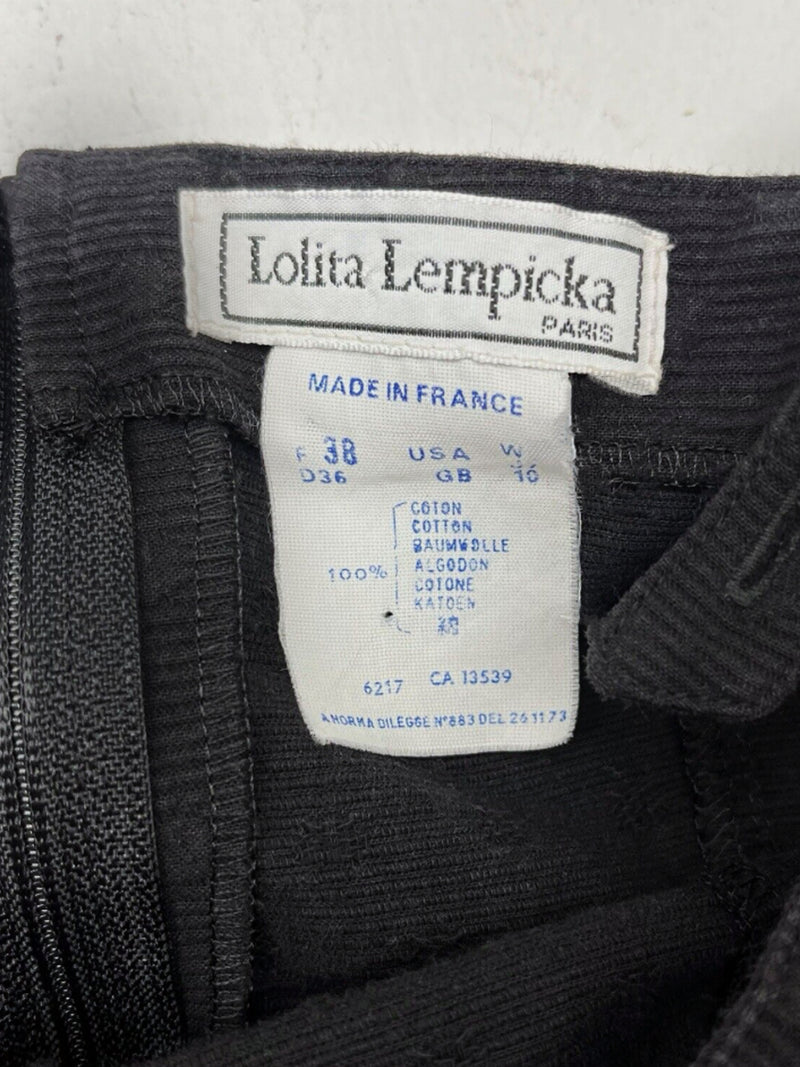 Lolita Lempicka
PARIS
MADE IN FRANCE
F 38 USA W
D36 GB 10
COTON
COTTON
BAUMWOLLE
100% ALGODON
COTONE
KATOEN
6217 CA 13539
A NORMA DI LEGGE N°883 DEL 26 11 73